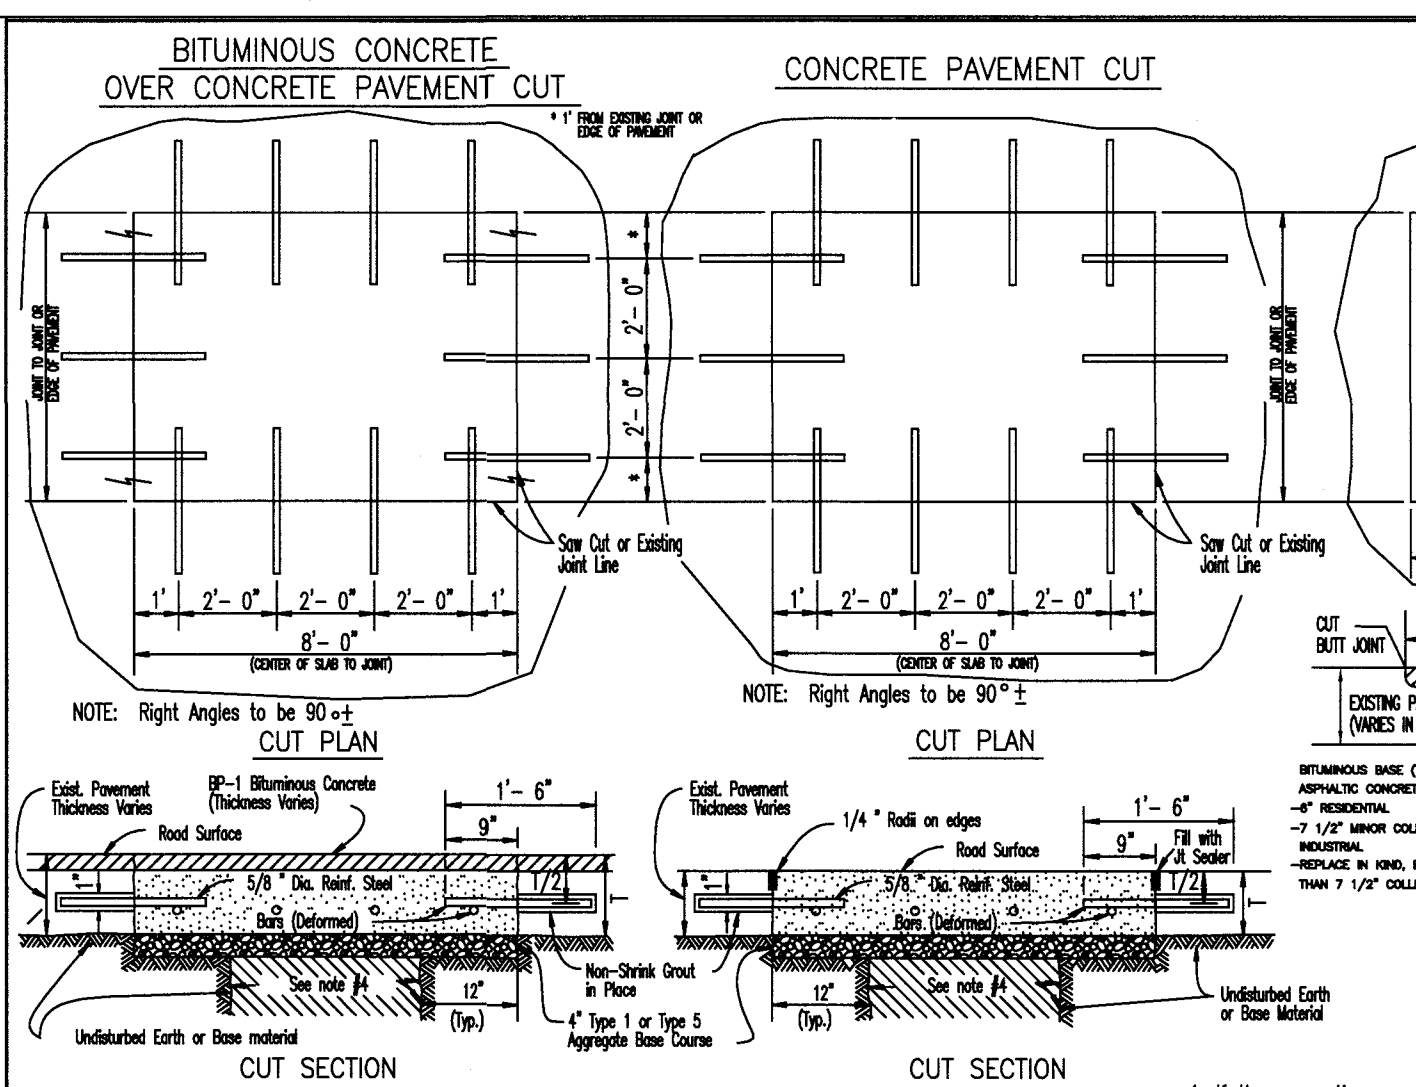 BITUMINOUS CONCRETE
OVER CONCRETE PAVEMENT CUT
* 1' FROM EXISTING JOINT OR
EDGE OF PAVEMENT
JOINT TO JOINT OR
EDGE OF PAVEMENT
*
2'- 0"
2'- 0"
*
Saw Cut or Existing
Joint Line
1' 2'- 0" 2'- 0" 2'- 0" 1'
8'- 0"
(CENTER OF SLAB TO JOINT)
NOTE: Right Angles to be 90°±
CUT PLAN
CONCRETE PAVEMENT CUT
JOINT TO JOINT OR
EDGE OF PAVEMENT
Saw Cut or Existing
Joint Line
1' 2'- 0" 2'- 0" 2'- 0" 1'
8'- 0"
(CENTER OF SLAB TO JOINT)
NOTE: Right Angles to be 90°±
CUT PLAN
Exist. Pavement
Thickness Varies
BP-1 Bituminous Concrete
(Thickness Varies)
Road Surface
1'- 6"
9"
1"
5/8 " Dia. Reinf. Steel
Bars (Deformed)
T/2
T
See note #4
12"
(Typ.)
Non-Shrink Grout
in Place
4" Type 1 or Type 5
Aggregate Base Course
Undisturbed Earth or Base material
CUT SECTION
Exist. Pavement
Thickness Varies
1/4 " Radii on edges
Road Surface
1'- 6"
9"
Fill with
Jt Sealer
1"
5/8 " Dia. Reinf. Steel
Bars (Deformed)
T/2
T
12"
(Typ.)
See note #4
Undisturbed Earth
or Base Material
CUT SECTION
CUT
BUTT JOINT
EXISTING P
(VARIES IN
BITUMINOUS BASE (
ASPHALTIC CONCRET
-6" RESIDENTIAL
-7 1/2" MINOR COL
INDUSTRIAL
-REPLACE IN KIND,
THAN 7 1/2" COLL